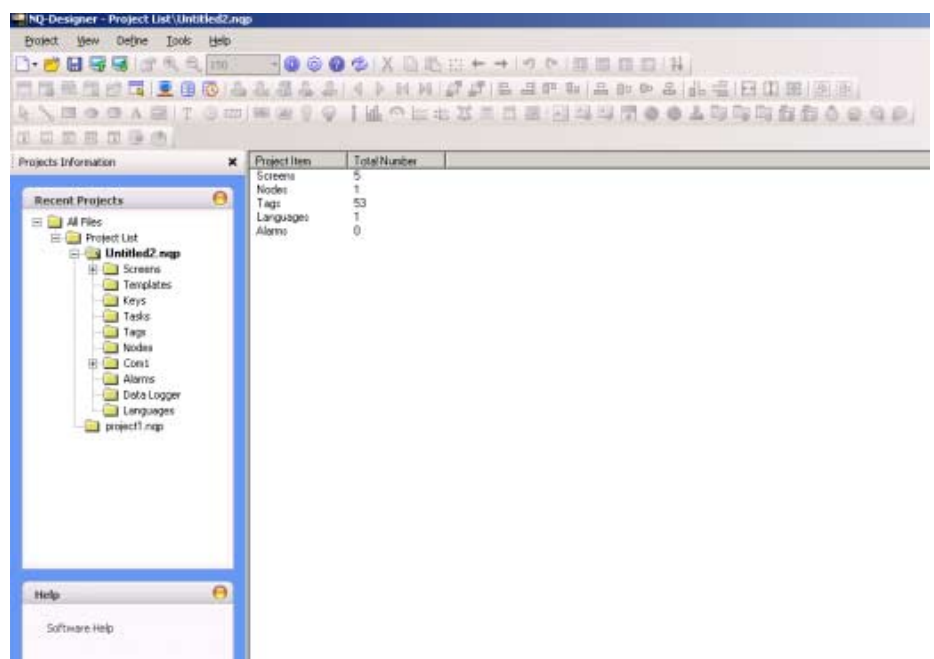 NQ-Designer - Project List\Untitled2.nqp
Project View Define Tools Help
150
Projects Information
Project Item Total Number
Screens 5
Nodes 1
Tags 53
Languages 1
Alarms 0
Recent Projects
All Files
Project List
Untitled2.nqp
Screens
Templates
Keys
Tasks
Tags
Nodes
Com1
Alarms
Data Logger
Languages
project1.nqp
Help
Software Help